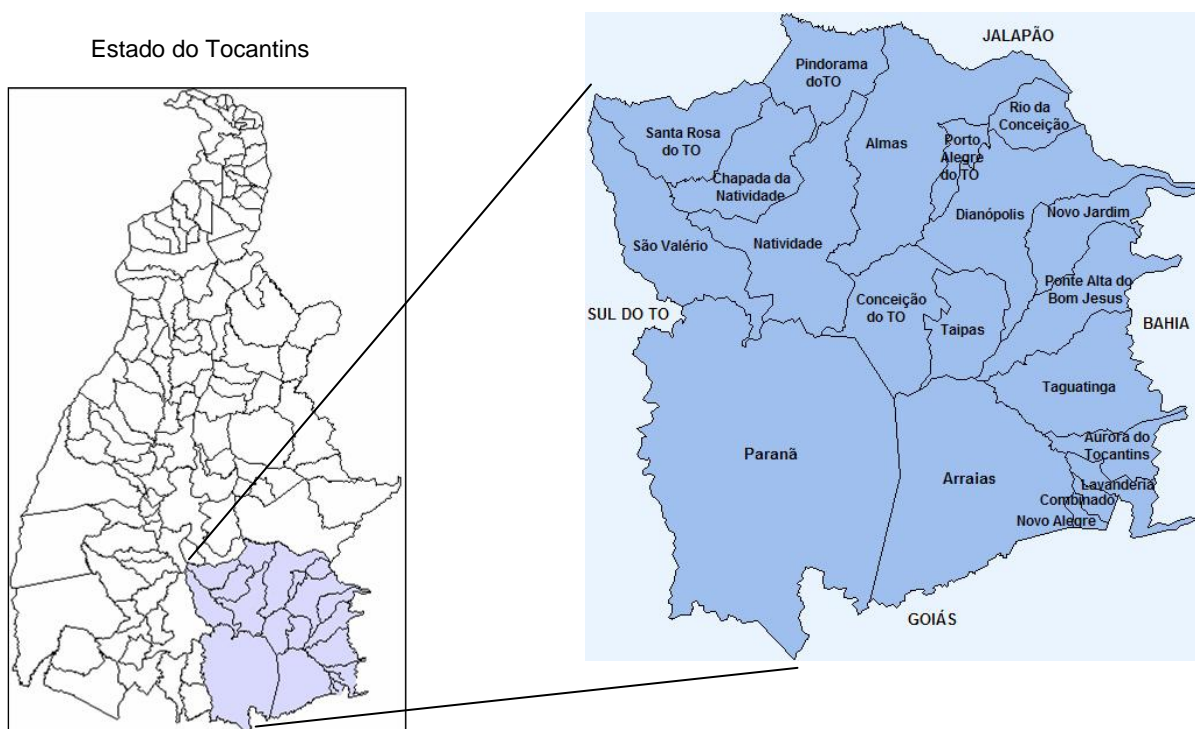 Estado do Tocantins
JALAPÃO
Pindorama
doTO
Rio da
Conceição
Santa Rosa
do TO
Almas
Porto
Alegre
do TO
Chapada da
Natividade
Dianópolis
Novo Jardim
São Valério
Natividade
Ponte Alta do
Bom Jesus
Conceição
do TO
SUL DO TO
Taipas
BAHIA
Taguatinga
Aurora do
Tocantins
Paranã
Arraias
Lavanderia
Combinado
Novo Alegre
GOIÁS